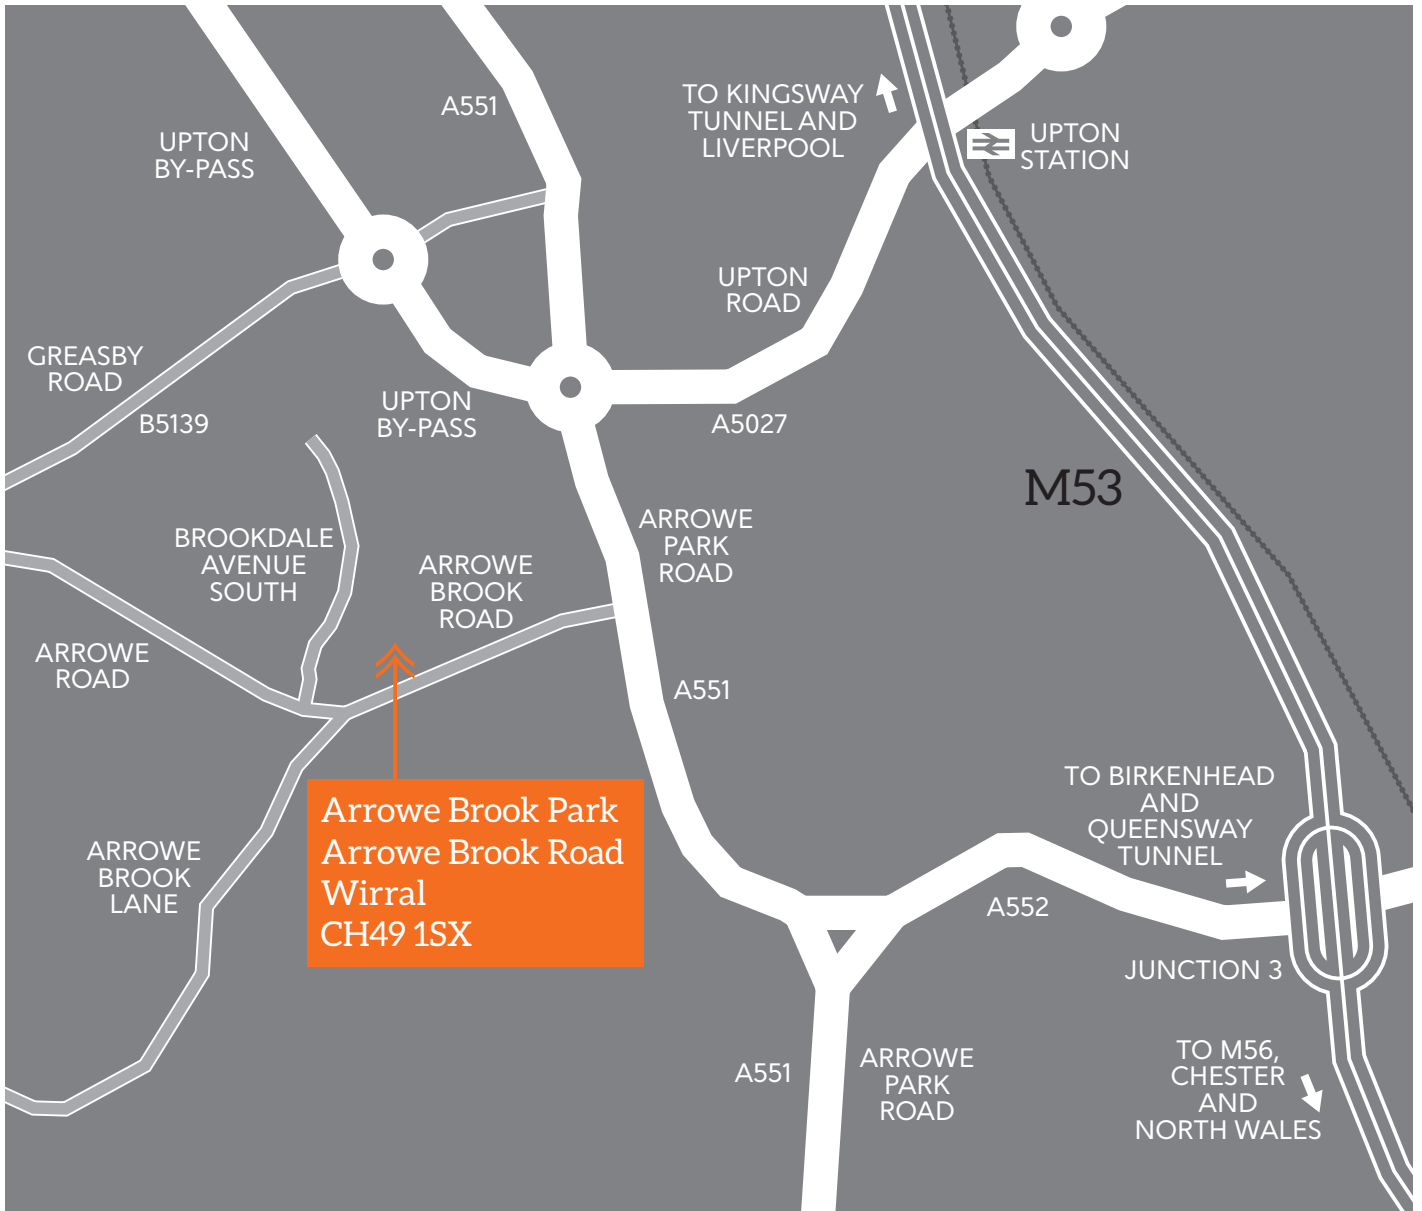 A551
TO KINGSWAY
TUNNEL AND
LIVERPOOL
UPTON
STATION
UPTON
BY-PASS
UPTON
ROAD
GREASBY
ROAD
B5139
UPTON
BY-PASS
A5027
M53
BROOKDALE
AVENUE
SOUTH
ARROWE
BROOK
ROAD
ARROWE
PARK
ROAD
ARROWE
ROAD
A551
Arrowe Brook Park
Arrowe Brook Road
Wirral
CH49 1SX
ARROWE
BROOK
LANE
TO BIRKENHEAD
AND
QUEENSWAY
TUNNEL
A552
JUNCTION 3
A551
ARROWE
PARK
ROAD
TO M56,
CHESTER
AND
NORTH WALES